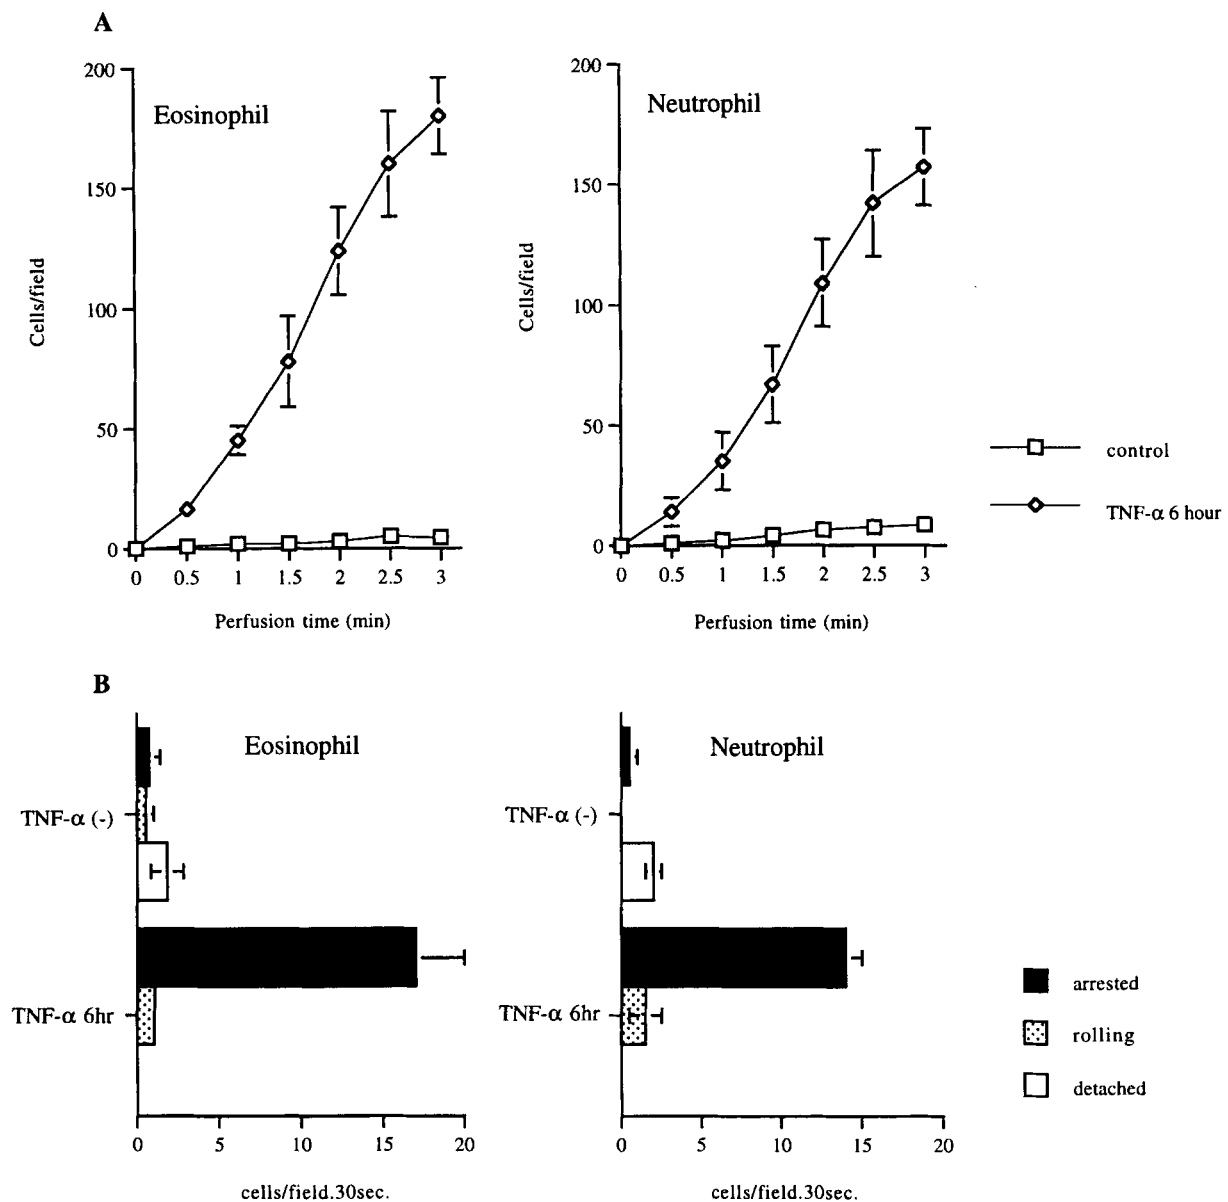 A
Eosinophil
Neutrophil
200
150
100
50
0
Cells/field
0 0.5 1 1.5 2 2.5 3
Perfusion time (min)
200
150
100
50
0
Cells/field
0 0.5 1 1.5 2 2.5 3
Perfusion time (min)
control
TNF-α 6 hour
B
Eosinophil
Neutrophil
TNF-α (-)
TNF-α 6hr
0 5 10 15 20
cells/field.30sec.
TNF-α (-)
TNF-α 6hr
0 5 10 15 20
cells/field.30sec.
arrested
rolling
detached